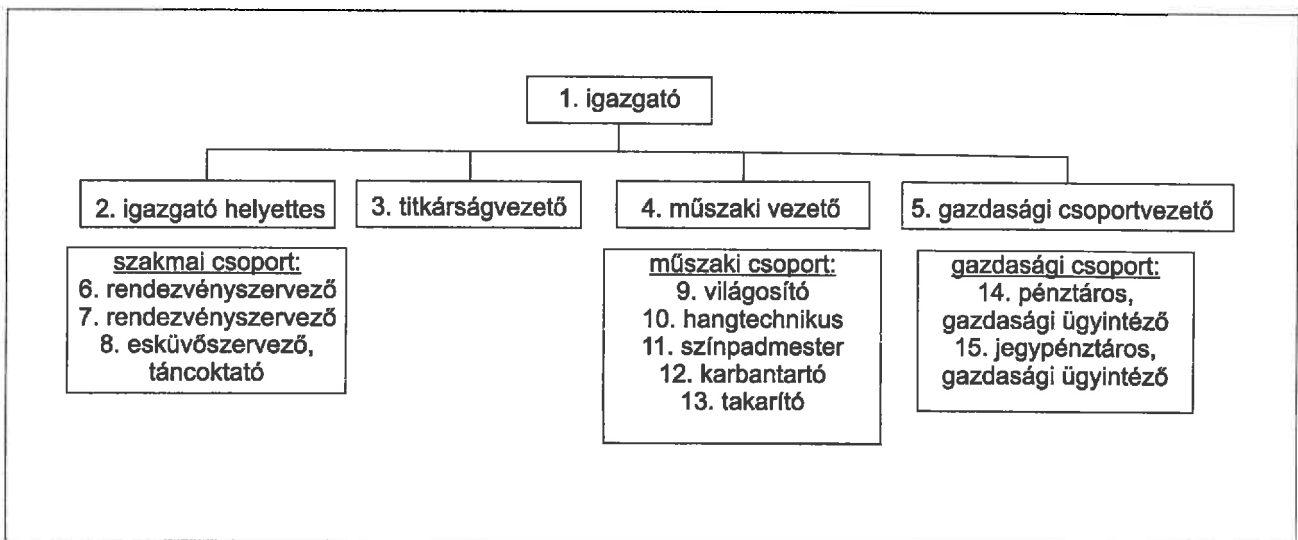 1. igazgató
2. igazgató helyettes
3. titkárságvezető
4. műszaki vezető
5. gazdasági csoportvezető
szakmai csoport:
6. rendezvényszervező
7. rendezvényszervező
8. esküvőszervező,
táncoktató
műszaki csoport:
9. világosító
10. hangtechnikus
11. színpadmester
12. karbantartó
13. takarító
gazdasági csoport:
14. pénztáros,
gazdasági ügyintéző
15. jegypénztáros,
gazdasági ügyintéző